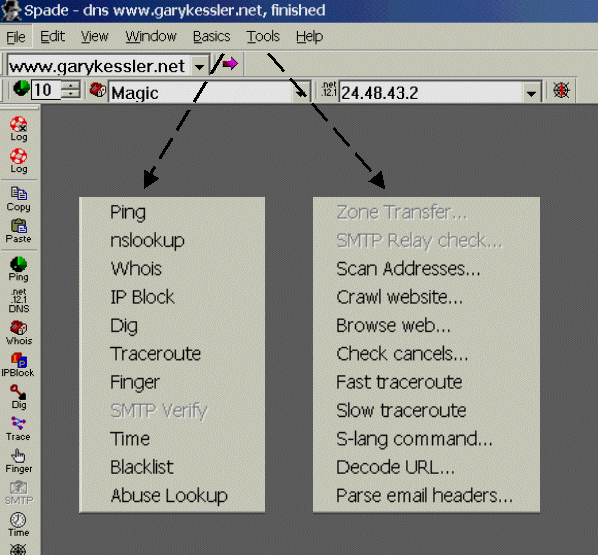 Spade - dns www.garykessler.net, finished
File Edit View Window Basics Tools Help
www.garykessler.net
10 Magic .net 12.1 24.48.43.2
Log
Log
Copy
Paste
Ping
.net
12.1
DNS
Whois
IPBlock
Dig
Trace
Finger
SMTP
Time
Ping
nslookup
Whois
IP Block
Dig
Traceroute
Finger
SMTP Verify
Time
Blacklist
Abuse Lookup
Zone Transfer...
SMTP Relay check...
Scan Addresses...
Crawl website...
Browse web...
Check cancels...
Fast traceroute
Slow traceroute
S-lang command...
Decode URL...
Parse email headers...